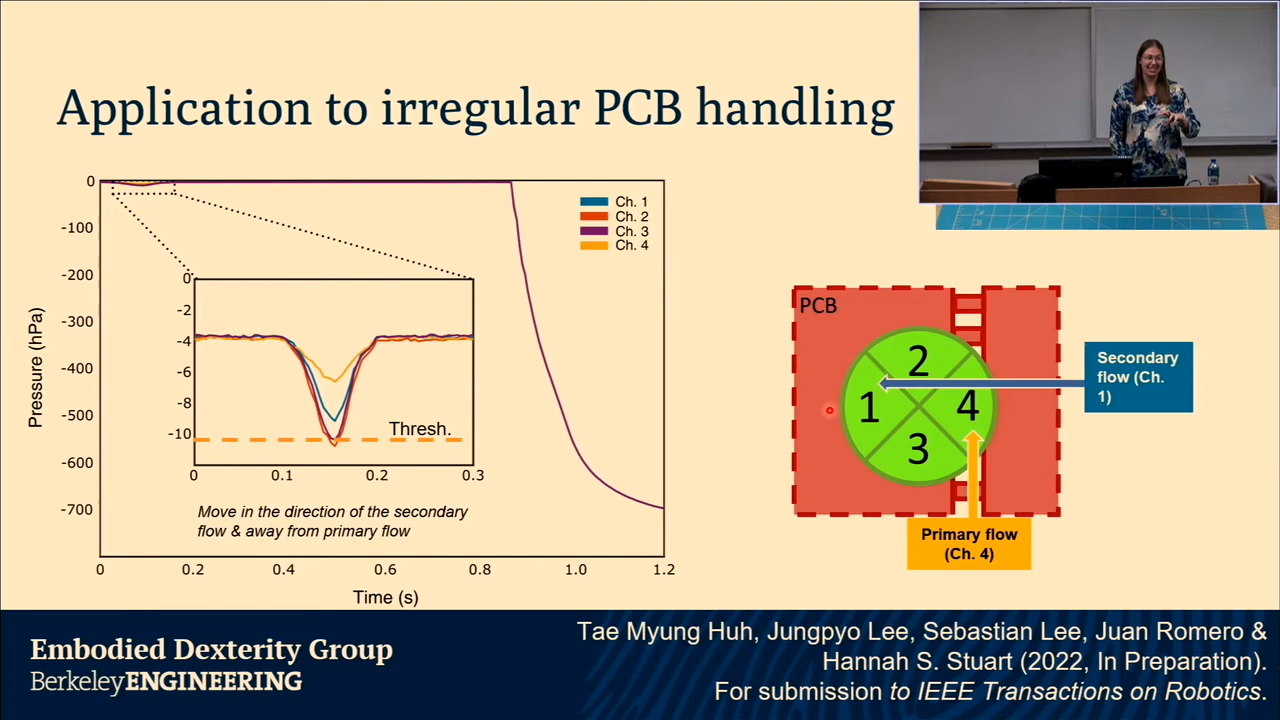 Application to irregular PCB handling
0
-100
-200
-300
-400
-500
-600
-700
Pressure (hPa)
Ch. 1
Ch. 2
Ch. 3
Ch. 4
0
-2
-4
-6
-8
-10
Thresh.
0 0.1 0.2 0.3
Move in the direction of the secondary
flow & away from primary flow
0 0.2 0.4 0.6 0.8 1.0 1.2
Time (s)
PCB
2
1 4
3
Secondary
flow (Ch.
1)
Primary flow
(Ch. 4)
Embodied Dexterity Group
BerkeleyENGINEERING
Tae Myung Huh, Jungpyo Lee, Sebastian Lee, Juan Romero &
Hannah S. Stuart (2022, In Preparation).
For submission to IEEE Transactions on Robotics.